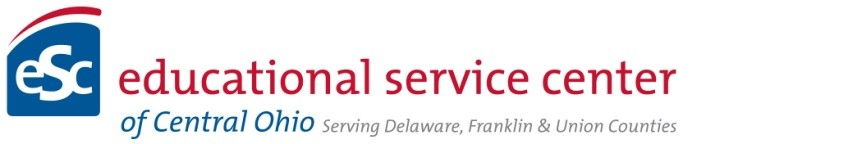 eSc
educational service center
of Central Ohio Serving Delaware, Franklin & Union Counties